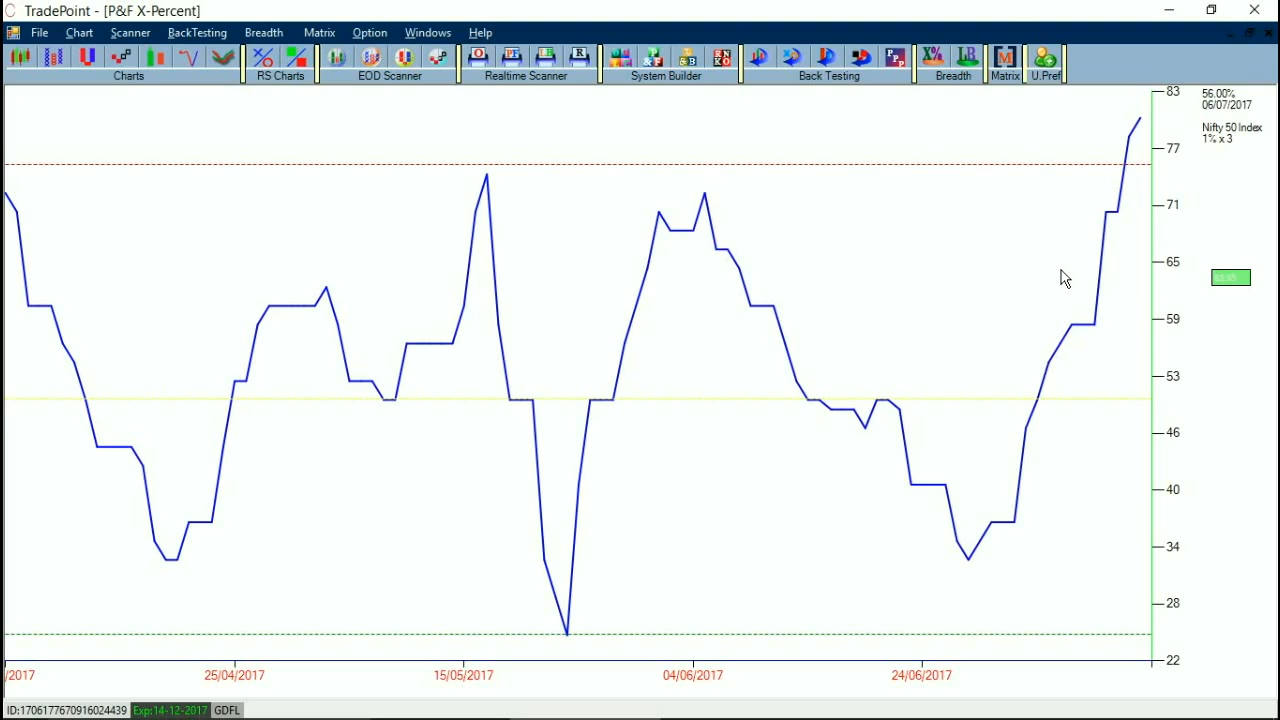 TradePoint - [P&F X-Percent]
File Chart Scanner BackTesting Breadth Matrix Option Windows Help
Charts RS Charts EOD Scanner Realtime Scanner System Builder Back Testing Breadth Matrix U.Pref
83
77
71
65
59
53
46
40
34
28
22
56.00%
06/07/2017
Nifty 50 Index
1% x 3
/2017 25/04/2017 15/05/2017 04/06/2017 24/06/2017
ID:1706177670916024439 Exp:14-12-2017 GDFL